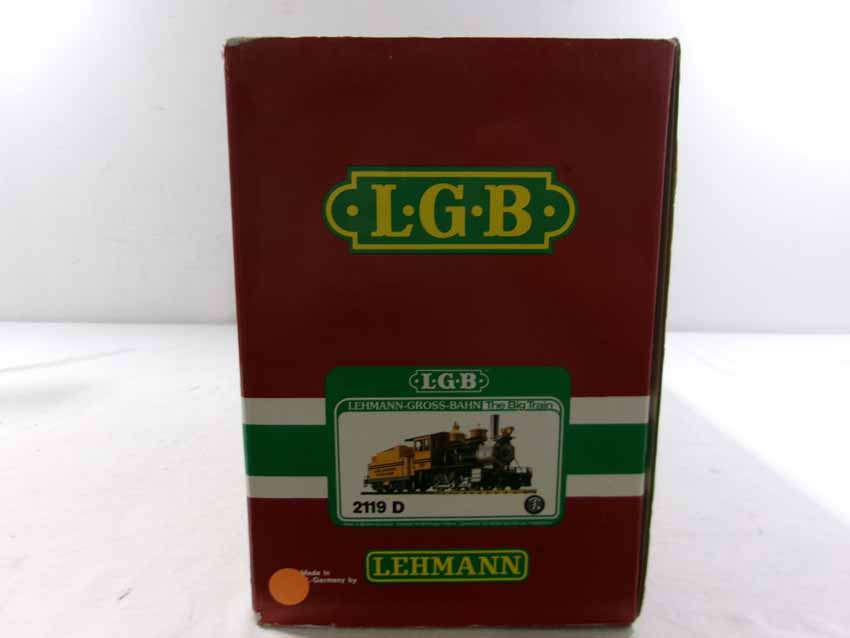 L·G·B
·L·G·B·
LEHMANN-GROSS-BAHN The Big Train
2119 D
Made in
-Germany by
LEHMANN